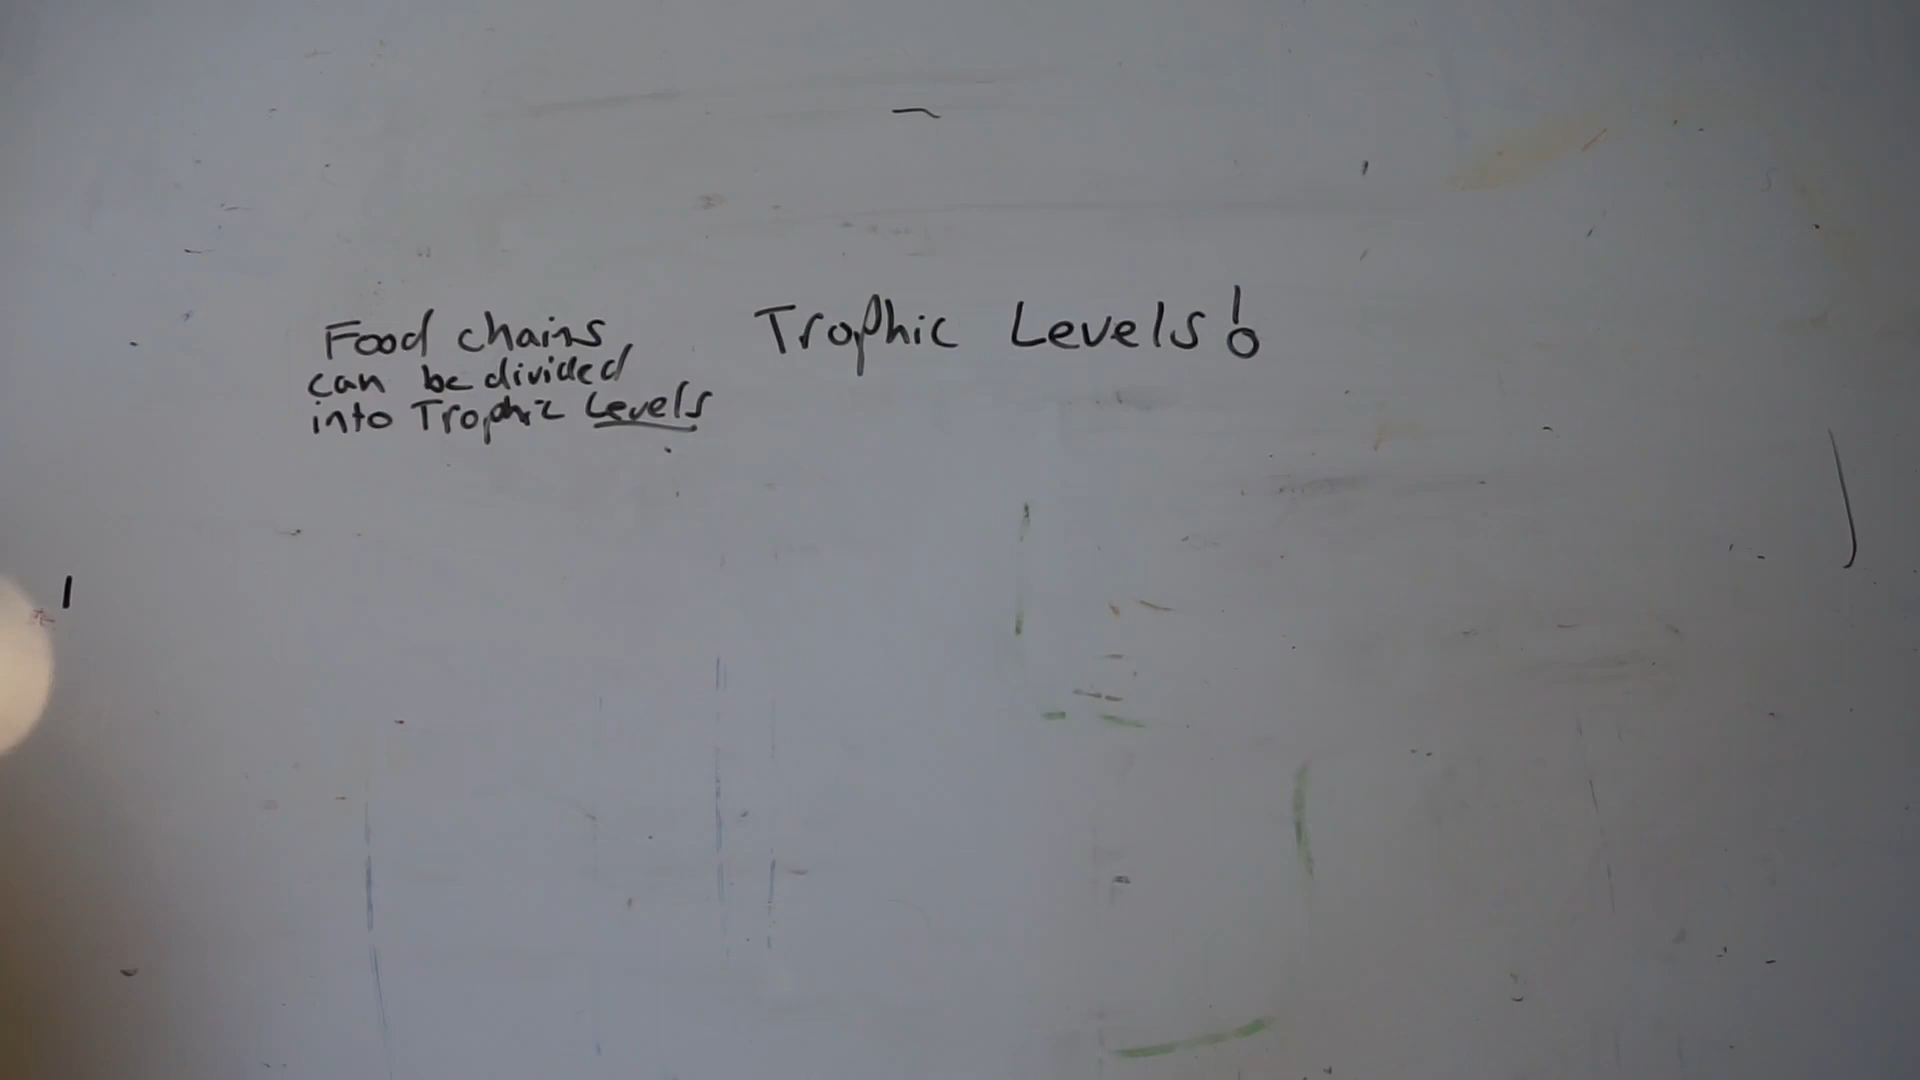 Trophic Levels!
Food chains
can be divided
into Trophic Levels